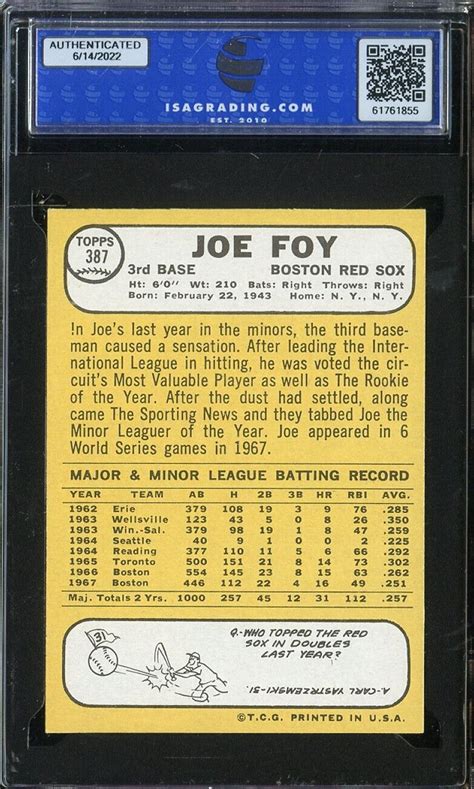 AUTHENTICATED
6/14/2022
ISAGRADING.COM
EST. 2010
61761855
TOPPS
387
JOE FOY
3rd BASE BOSTON RED SOX
Ht: 6'0" Wt: 210 Bats: Right Throws: Right
Born: February 22, 1943 Home: N. Y., N. Y.
In Joe's last year in the minors, the third base-
man caused a sensation. After leading the Inter-
national League in hitting, he was voted the cir-
cuit's Most Valuable Player as well as The Rookie
of the Year. After the dust had settled, along
came The Sporting News and they tabbed Joe the
Minor Leaguer of the Year. Joe appeared in 6
World Series games in 1967.
MAJOR & MINOR LEAGUE BATTING RECORD
YEAR TEAM AB H 2B 3B HR RBI AVG.
1962 Erie 379 108 19 3 9 76 .285
1963 Wellsville 123 43 5 0 8 26 .350
1963 Win.-Sal. 379 98 19 1 8 47 .259
1964 Seattle 40 9 1 0 0 2 .225
1964 Reading 377 110 11 5 6 66 .292
1965 Toronto 500 151 21 8 14 73 .302
1966 Boston 554 145 23 8 15 63 .262
1967 Boston 446 112 22 4 16 49 .251
Maj. Totals 2 Yrs. 1000 257 45 12 31 112 .257
31
Q.-WHO TOPPED THE RED
SOX IN DOUBLES
LAST YEAR?
A.-CARL YASTRZEMSKI-31.
©T.C.G. PRINTED IN U.S.A.